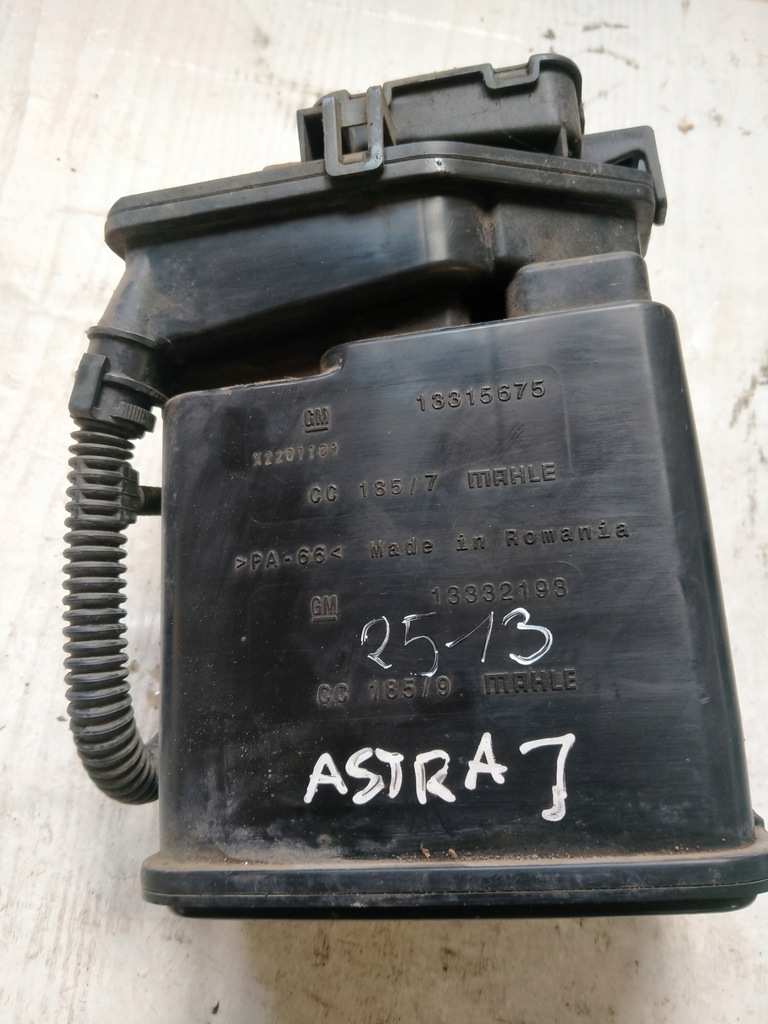 GM 13315675
X2201101
CC 185/7 MAHLE
>PA-66< Made in Romania
GM 13332193
2513
CC 185/9 MAHLE
ASTRA J